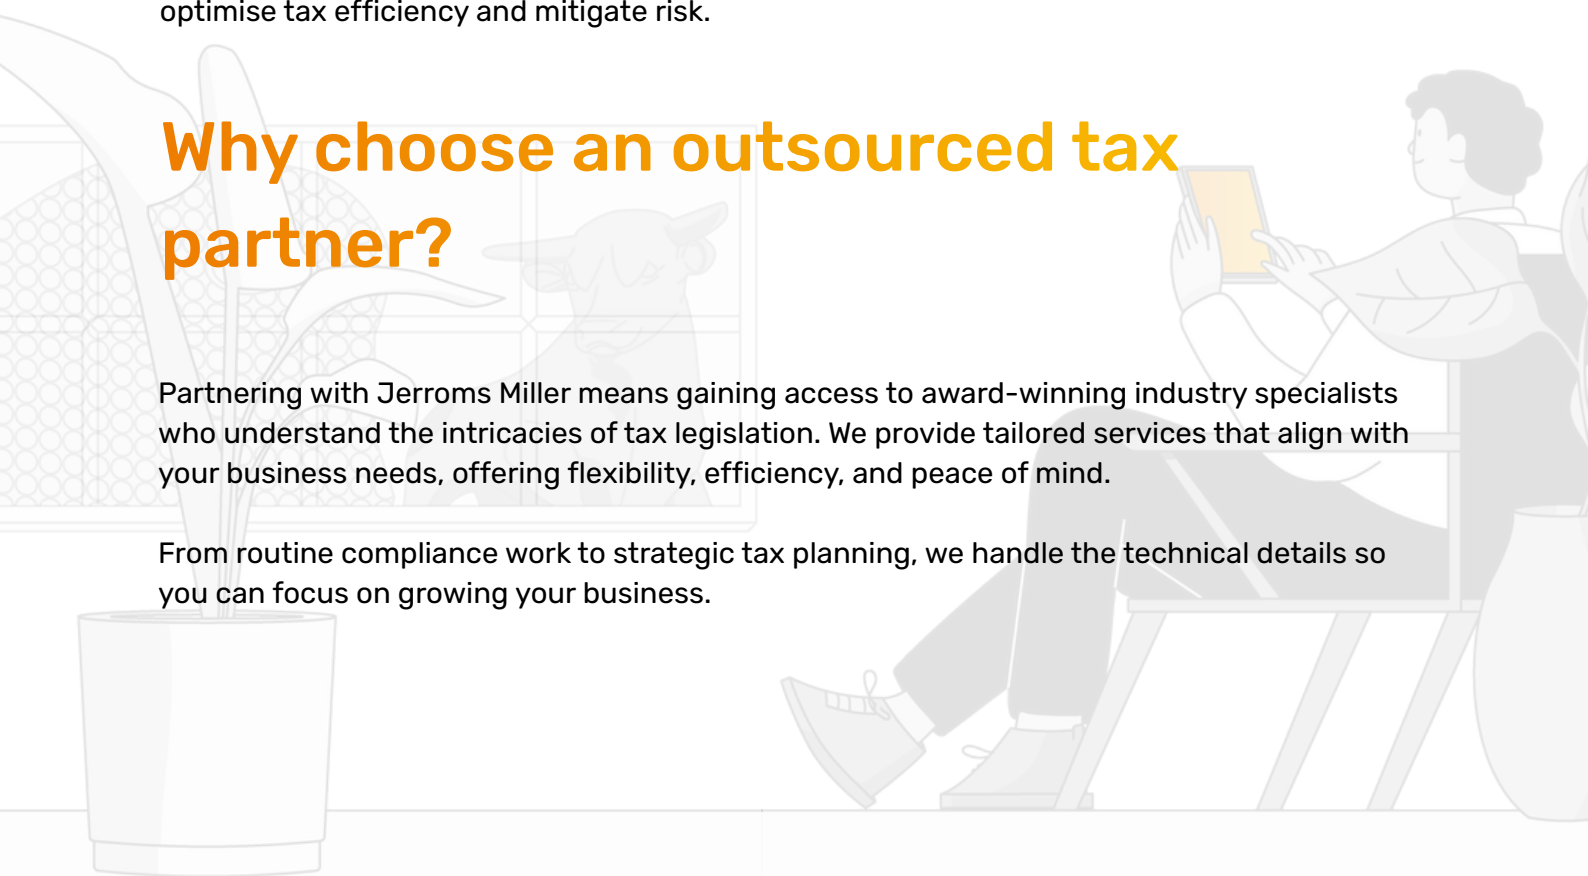 optimise tax efficiency and mitigate risk.
Why choose an outsourced tax
partner?
Partnering with Jerroms Miller means gaining access to award-winning industry specialists
who understand the intricacies of tax legislation. We provide tailored services that align with
your business needs, offering flexibility, efficiency, and peace of mind.
From routine compliance work to strategic tax planning, we handle the technical details so
you can focus on growing your business.